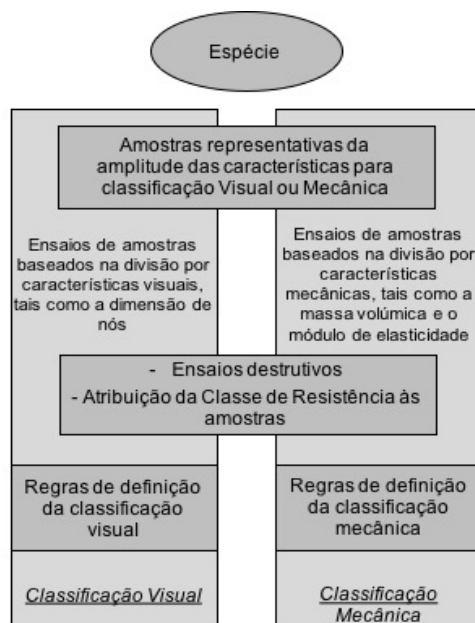 Espécie
Amostras representativas da
amplitude das características para
classificação Visual ou Mecânica
Ensaios de amostras
baseados na divisão por
características visuais,
tais como a dimensão de
nós
Ensaios de amostras
baseados na divisão por
características
mecânicas, tais como a
massa volúmica e o
módulo de elasticidade
- Ensaios destrutivos
- Atribuição da Classe de Resistência às
amostras
Regras de definição
da classificação
visual
Regras de definição
da classificação
mecânica
Classificação Visual
Classificação
Mecânica